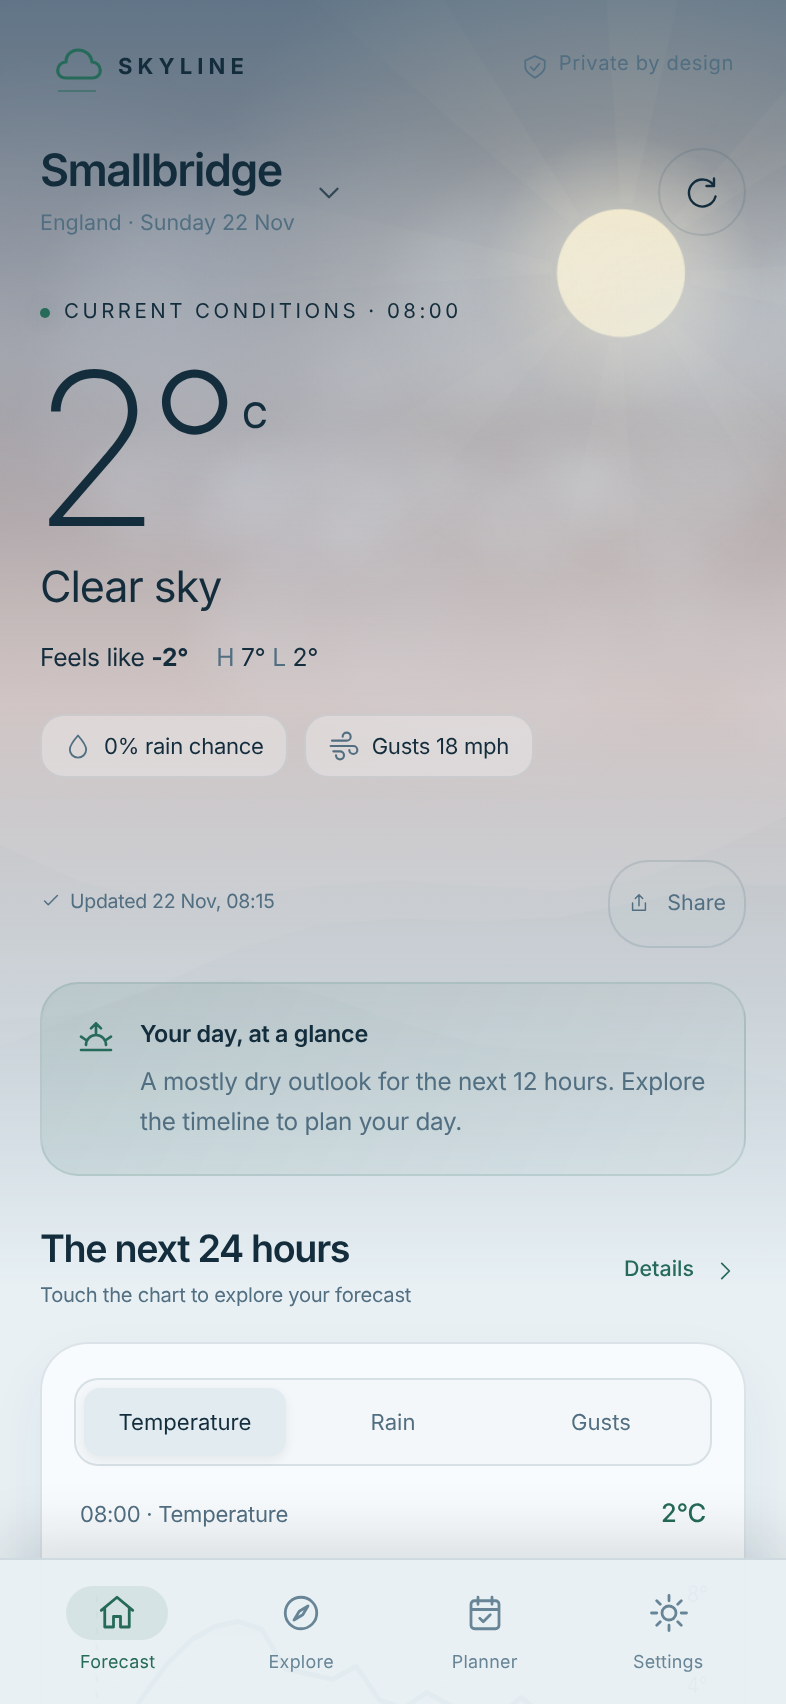 SKYLINE
Private by design
Smallbridge
England · Sunday 22 Nov
CURRENT CONDITIONS · 08:00
2°C
Clear sky
Feels like -2° H 7° L 2°
0% rain chance
Gusts 18 mph
Updated 22 Nov, 08:15
Share
Your day, at a glance
A mostly dry outlook for the next 12 hours. Explore
the timeline to plan your day.
The next 24 hours
Details
Touch the chart to explore your forecast
Temperature
Rain
Gusts
08:00 · Temperature
2°C
8°
4°
Forecast
Explore
Planner
Settings